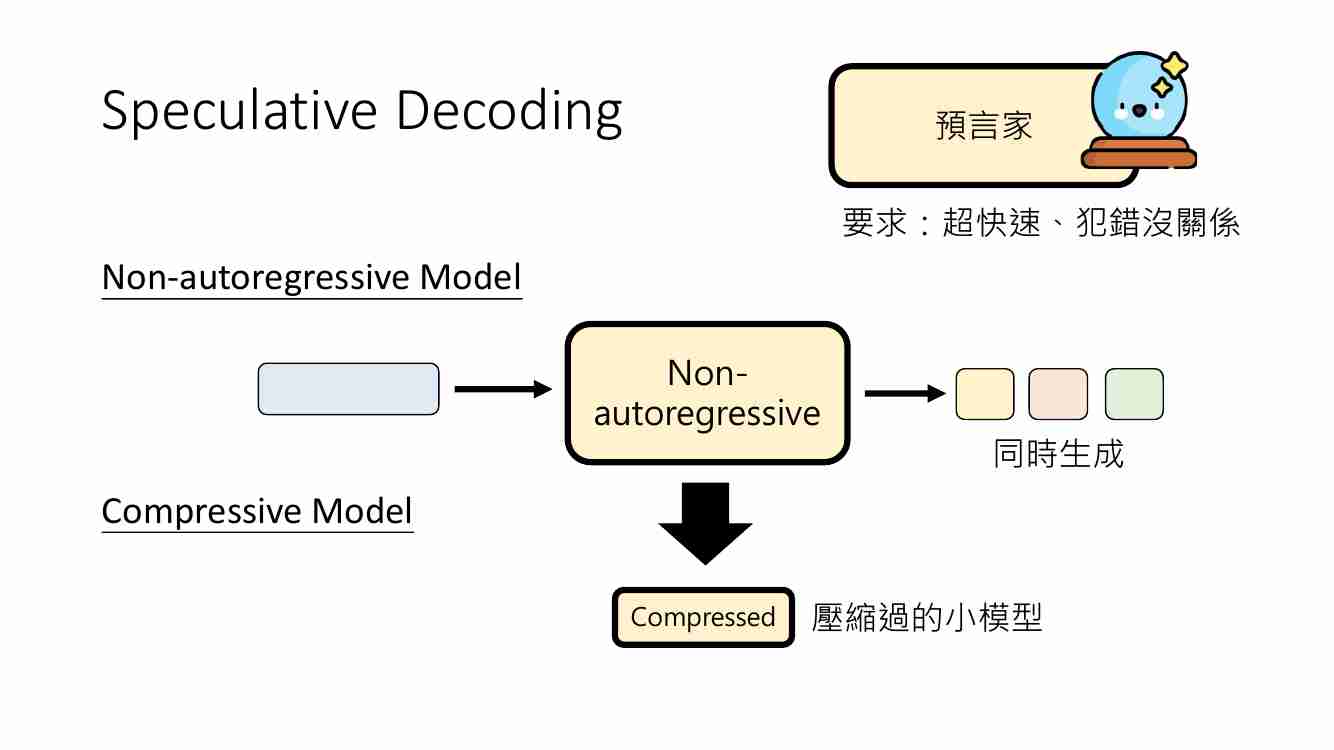 Speculative Decoding
預言家
要求：超快速、犯錯沒關係
Non-autoregressive Model
Non-
autoregressive
同時生成
Compressive Model
Compressed
壓縮過的小模型